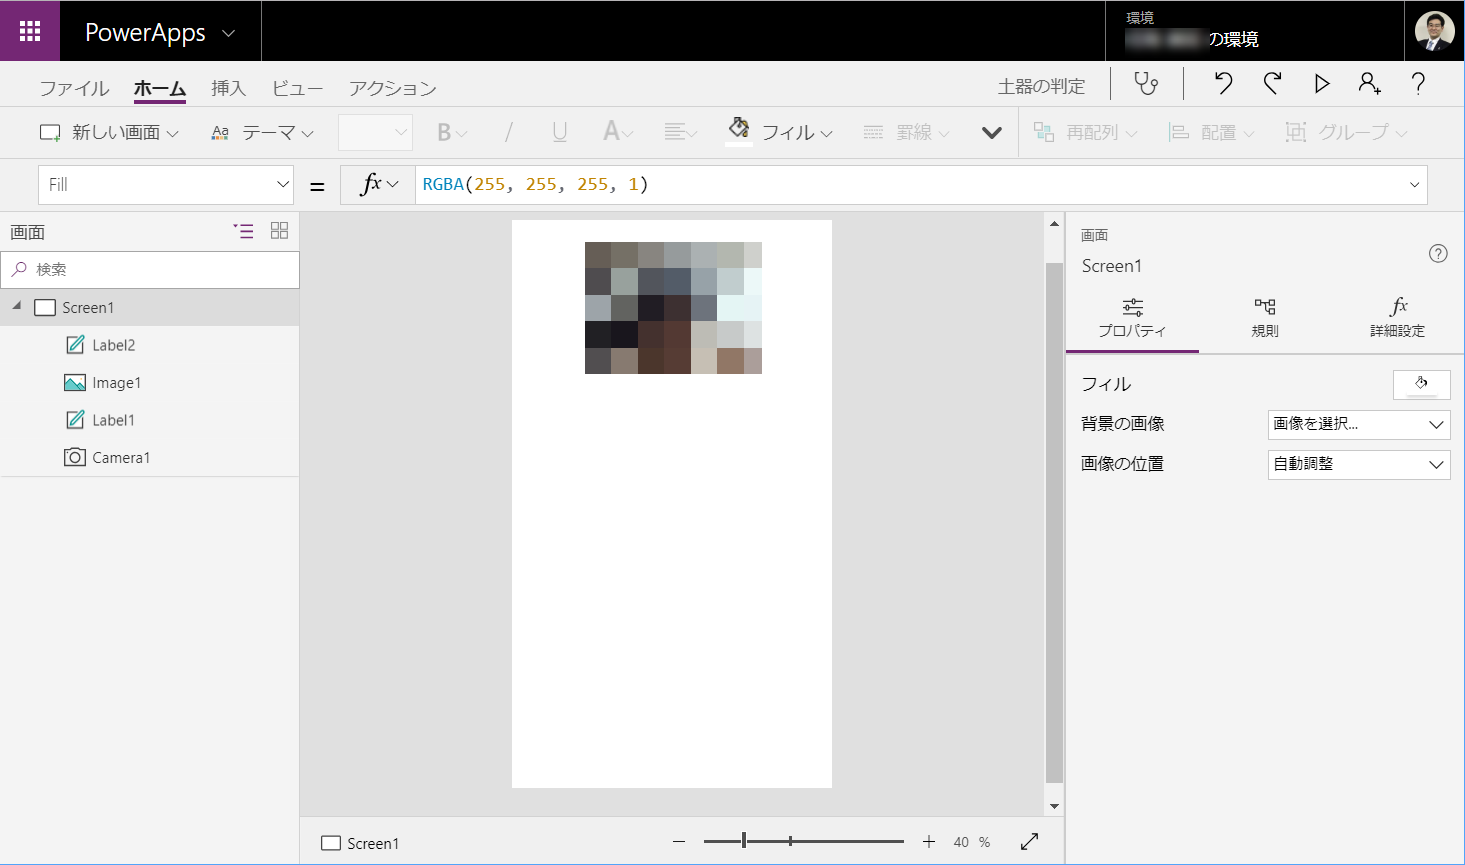 PowerApps
環境
の環境
ファイル ホーム 挿入 ビュー アクション 土器の判定
新しい画面 Aa テーマ B / U A フィル 罫線 再配列 配置 グループ
Fill = fx RGBA(255, 255, 255, 1)
画面
検索
Screen1
Label2
Image1
Label1
Camera1
画面
Screen1
プロパティ 規則 fx 詳細設定
フィル
背景の画像 画像を選択...
画像の位置 自動調整
Screen1 40 %